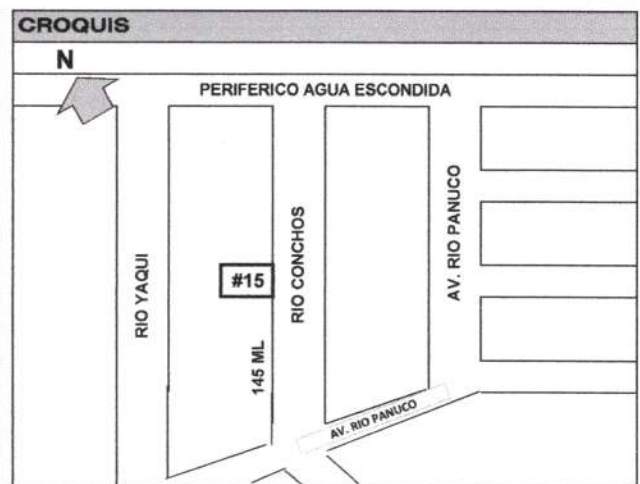 CROQUIS
N
PERIFERICO AGUA ESCONDIDA
RIO YAQUI
#15
145 ML
RIO CONCHOS
AV. RIO PANUCO
AV. RIO PANUCO